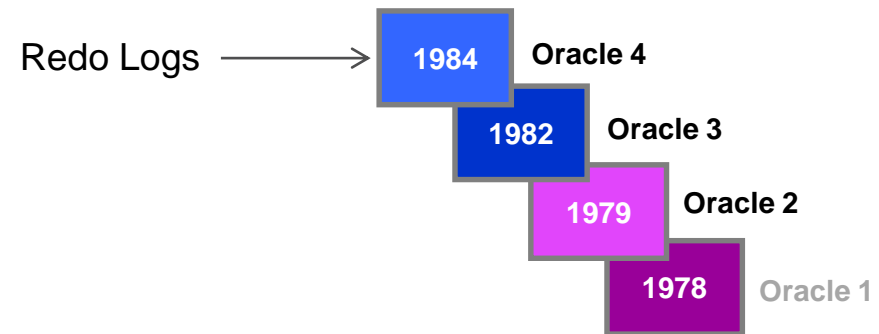 Redo Logs
1984 Oracle 4
1982 Oracle 3
1979 Oracle 2
1978 Oracle 1